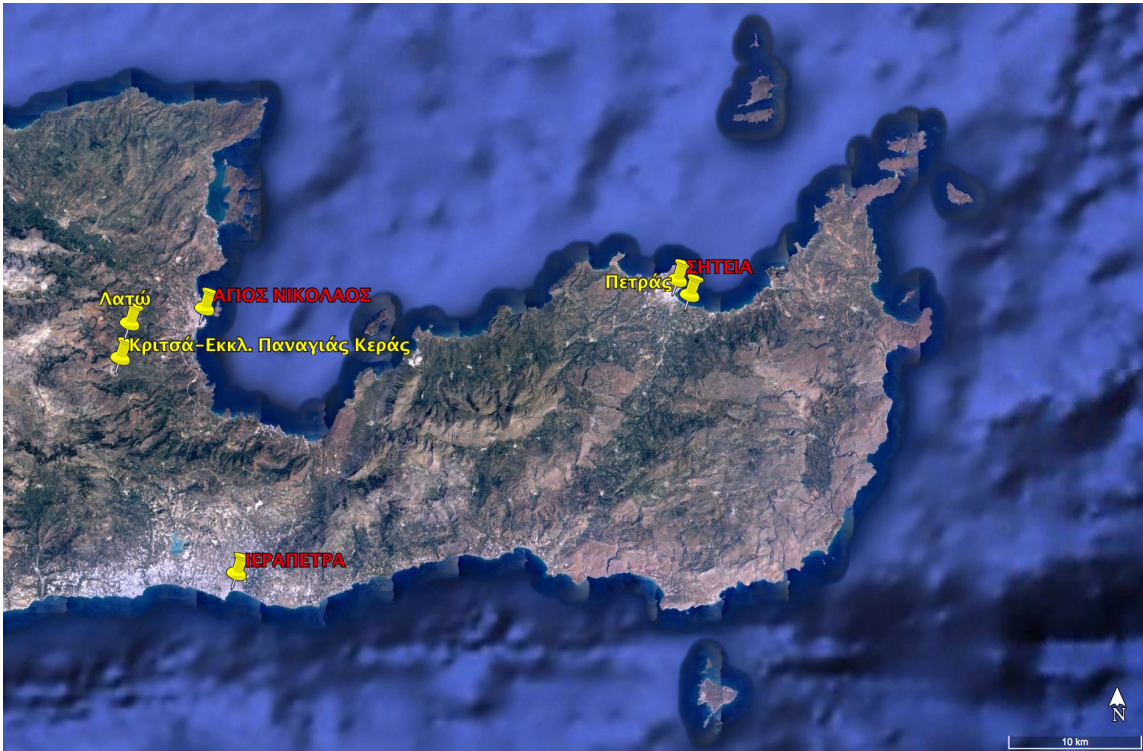 ΣΗΤΕΙΑ
Πετράς
ΑΓΙΟΣ ΝΙΚΟΛΑΟΣ
Λατώ
Κριτσά-Εκκλ. Παναγιάς Κεράς
ΙΕΡΑΠΕΤΡΑ
N
10 km